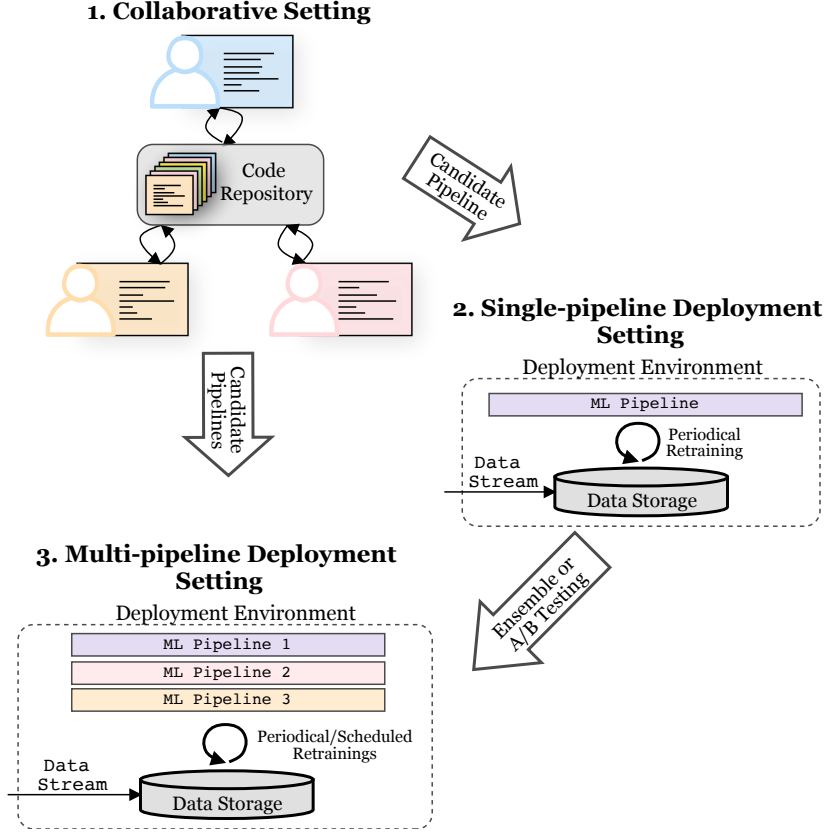 1. Collaborative Setting
Code
Repository
Candidate
Pipeline
Candidate
Pipelines
2. Single-pipeline Deployment
Setting
Deployment Environment
ML Pipeline
Periodical
Retraining
Data
Stream
Data Storage
Ensemble or
A/B Testing
3. Multi-pipeline Deployment
Setting
Deployment Environment
ML Pipeline 1
ML Pipeline 2
ML Pipeline 3
Periodical/Scheduled
Retrainings
Data
Stream
Data Storage